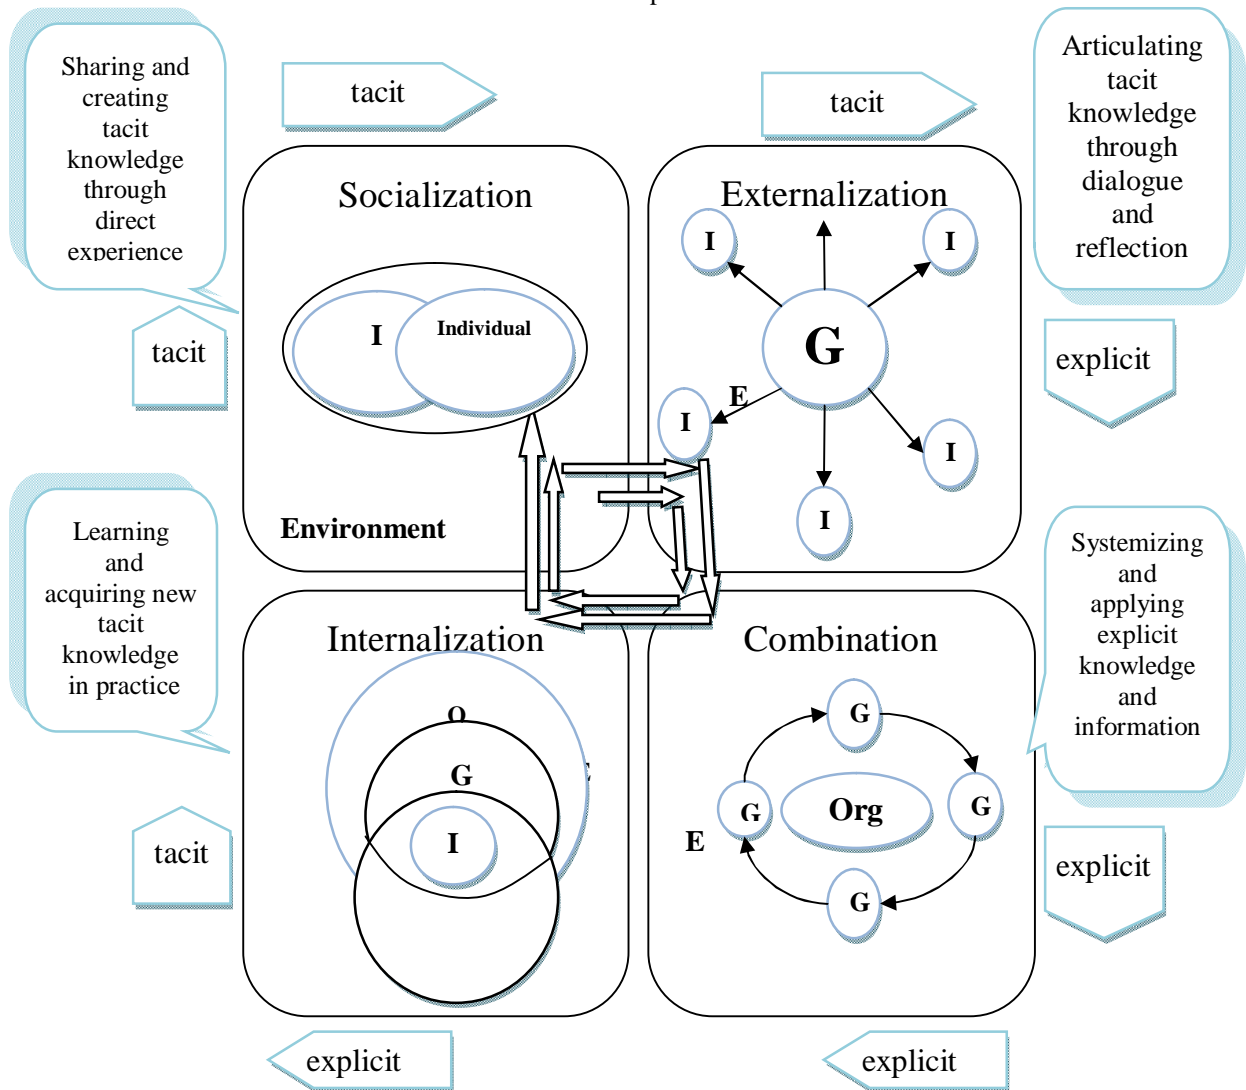 Sharing and
creating
tacit
knowledge
through
direct
experience
tacit
tacit
Articulating
tacit
knowledge
through
dialogue
and
reflection
Socialization
Externalization
I
I
I
Individual
G
tacit
explicit
E
I
I
I
Environment
Learning
and
acquiring new
tacit
knowledge
in practice
Systemizing
and
applying
explicit
knowledge
and
information
Internalization
Combination
O
G
I
G
G
G
G
Org
E
tacit
explicit
explicit
explicit